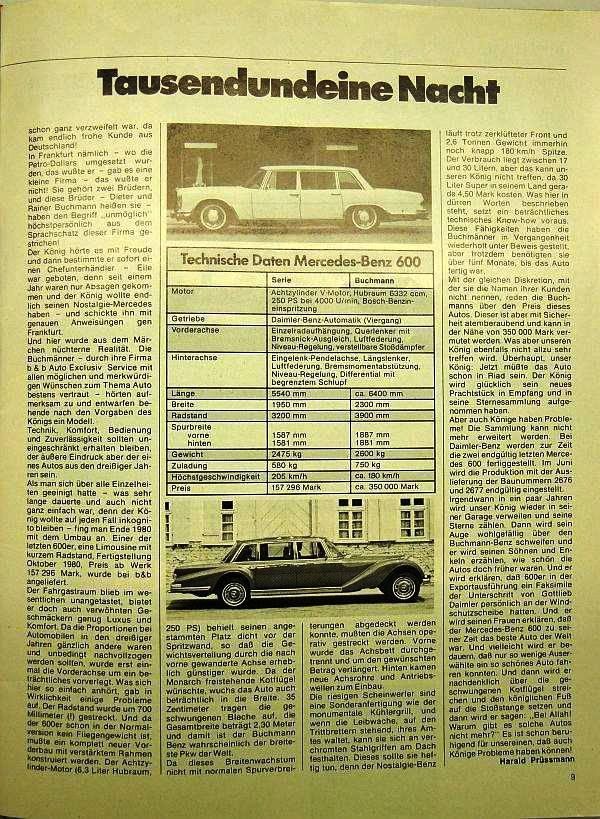 Tausendundeine Nacht
schon ganz verzweifelt war, da
kam endlich frohe Kunde aus
Deutschland!
In Frankfurt nämlich – wo die
Petro-Dollars umgesetzt wur-
den, das wußte er – gab es eine
kleine Firma – das wußte er
nicht! Sie gehört zwei Brüdern,
und diese Brüder – Dieter und
Rainer Buchmann heißen sie –
haben den Begriff „unmöglich"
höchstpersönlich aus dem
Sprachschatz dieser Firma ge-
strichen!
Der König hörte es mit Freude
und dann bestimmte er sofort ei-
nen Chefunterhändler – Eile
war geboten, denn seit einem
Jahr waren nur Absagen gekom-
men und der König wollte end-
lich seinen Nostalgie-Mercedes
haben – und schickte ihn mit
genauen Anweisungen gen
Frankfurt.
Und hier wurde aus dem Mär-
chen nüchterne Realität. Die
Buchmänner – durch ihre Firma
b & b Auto Exclusiv Service mit
allen möglichen und merkwürdi-
gen Wünschen zum Thema Auto
bestens vertraut – hörten auf-
merksam zu und entwarfen be-
hende nach den Vorgaben des
Königs ein Modell.
Technik, Komfort, Bedienung
und Zuverlässigkeit sollten un-
eingeschränkt erhalten bleiben,
der äußere Eindruck aber der ei-
nes Autos aus den dreißiger Jah-
ren sein.
Als man sich über alle Einzelhei-
ten geeinigt hatte – was sehr
lange dauerte und auch nicht
ganz einfach war, denn der Kö-
nig wollte auf jeden Fall inkogni-
to bleiben – fing man Ende 1980
mit dem Umbau an. Einer der
letzten 600er, eine Limousine mit
kurzem Radstand, Fertigstellung
Oktober 1980, Preis ab Werk
157 296 Mark, wurde bei b&b
angeliefert.
Der Fahrgastraum blieb im we-
sentlichen unangetastet, bietet
er doch auch verwöhnten Ge-
schmäckern genug Luxus und
Komfort. Da die Proportionen bei
Automobilen in den dreißiger
Jahren gänzlich andere waren
und unbedingt nachvollzogen
werden sollten, wurde erst ein-
mal die Vorderachse um ein be-
trächtliches vorverlegt. Was sich
hier so einfach anhört, gab in
Wirklichkeit einige Probleme
auf. Der Radstand wurde um 700
Millimeter (!) gestreckt. Und da
der 600er schon in der Normal-
version kein Fliegengewicht ist,
mußte ein komplett neuer Vor-
derbau mit verstärktem Rahmen
konstruiert werden. Der Achtzy-
linder-Motor (6,3 Liter Hubraum,
Technische Daten Mercedes-Benz 600
Serie Buchmann
Motor Achtzylinder V-Motor, Hubraum 6332 ccm,
250 PS bei 4000 U/min, Bosch-Benzin-
einspritzung
Getriebe Daimler-Benz-Automatik (Viergang)
Vorderachse Einzelradaufhängung, Querlenker mit
Bremsnick-Ausgleich, Luftfederung,
Niveau-Regelung, verstellbare Stoßdämpfer
Hinterachse Eingelenk-Pendelachse, Längslenker,
Luftfederung, Bremsmomentabstützung,
Niveau-Regelung, Differential mit
begrenztem Schlupf
Länge 5540 mm ca. 6400 mm
Breite 1950 mm 2300 mm
Radstand 3200 mm 3900 mm
Spurbreite
vorne 1587 mm 1887 mm
hinten 1581 mm 1881 mm
Gewicht 2475 kg 2600 kg
Zuladung 580 kg 750 kg
Höchstgeschwindigkeit 205 km/h ca. 180 km/h
Preis 157 296 Mark ca. 350 000 Mark
250 PS) behielt seinen ange-
stammten Platz dicht vor der
Spritzwand, so daß die Ge-
wichtsverteilung durch die nach
vorne gewanderte Achse erheb-
lich günstiger wurde. Da der
Monarch freistehende Kotflügel
wünschte, wuchs das Auto auch
beträchtlich in die Breite. 35
Zentimeter tragen die ge-
schwungenen Bleche auf, die
Gesamtbreite beträgt 2.30 Meter
und damit ist der Buchmann
Benz wahrscheinlich der breite-
ste Pkw der Welt.
Da dieses Breitenwachstum
nicht mit normalen Spurverbrei-
terungen abgedeckt werden
konnte, mußten die Achsen ope-
rativ gestreckt werden. Vorne
wurde das Achsbett durchge-
trennt und um den gewünschten
Betrag verlängert. Hinten kamen
neue Achsrohre und Antriebs-
wellen zum Einbau.
Die riesigen Scheinwerfer sind
eine Sonderanfertigung wie der
monumentale Kühlergrill, und
wenn die Leibwache, auf den
Trittbrettern stehend, ihres Am-
tes waltet, kann sie sich an ver-
chromten Stahlgriffen am Dach
festhalten. Dieses sollte sie hef-
tig tun, denn der Nostalgie-Benz
läuft trotz zerklüfteter Front und
2,6 Tonnen Gewicht immerhin
noch knapp 180 km/h Spitze.
Der Verbrauch liegt zwischen 17
und 30 Litern, aber das kann un-
seren König nicht treffen, da 30
Liter Super in seinem Land gera-
de 4,50 Mark kosten. Was hier in
dürren Worten beschrieben
steht, setzt ein beträchtliches
technisches Know-how voraus.
Diese Fähigkeiten haben die
Buchmänner in Vergangenheit
wiederholt unter Beweis gestellt,
aber trotzdem benötigten sie
über fünf Monate, bis das Auto
fertig war.
Mit der gleichen Diskretion, mit
der sie die Namen ihrer Kunden
nicht nennen, reden die Buch-
manns über den Preis dieses
Autos. Dieser ist aber mit Sicher-
heit atemberaubend und kann in
der Nähe von 350 000 Mark ver-
mutet werden. Was aber unseren
König ebenfalls nicht allzu sehr
treffen wird. Überhaupt, unser
König: Jetzt müßte das Auto
schon in Riad sein. Der König
wird glücklich sein neues
Prachtstück in Empfang und in
seine Sternesammlung aufge-
nommen haben.
Aber auch Könige haben Proble-
me! Die Sammlung kann nicht
mehr erweitert werden. Bei
Daimler-Benz werden zur Zeit
die zwei endgültig letzten Merce-
des 600 fertiggestellt. Im Juni
wird die Produktion mit der Aus-
lieferung der Baunummern 2676
und 2677 endgültig eingestellt.
Irgendwann in ein paar Jahren
wird unser König wieder in sei-
ner Garage verweilen und seine
Sterne zählen. Dann wird sein
Auge wohlgefällig über den
Buchmann-Benz schweifen und
er wird seinen Söhnen und En-
keln erzählen, wie schön die
Autos doch früher waren. Und er
wird erklären, daß 600er in der
Exportausführung ein Faksimile
der Unterschrift von Gottlieb
Daimler persönlich an der Wind-
schutzscheibe hatten. Und er
wird seinen Frauen erklären, daß
der Mercedes-Benz 600 zu sei-
ner Zeit das beste Auto der Welt
war. Und vielleicht wird er be-
dauern, daß nur so wenige Auser-
wählte ein so schönes Auto fah-
ren konnten. Und dann wird er
nachdenklich über die ge-
schwungenen Kotflügel strei-
chen und den königlichen Fuß
auf die Stoßstange setzen und
dann wird er sagen: „Bei Allah!
Warum gibt es solche Autos
nicht mehr?" Es ist schon beru-
higend für unsereinen, daß auch
Könige Probleme haben können!
Harald Prüssmann
9